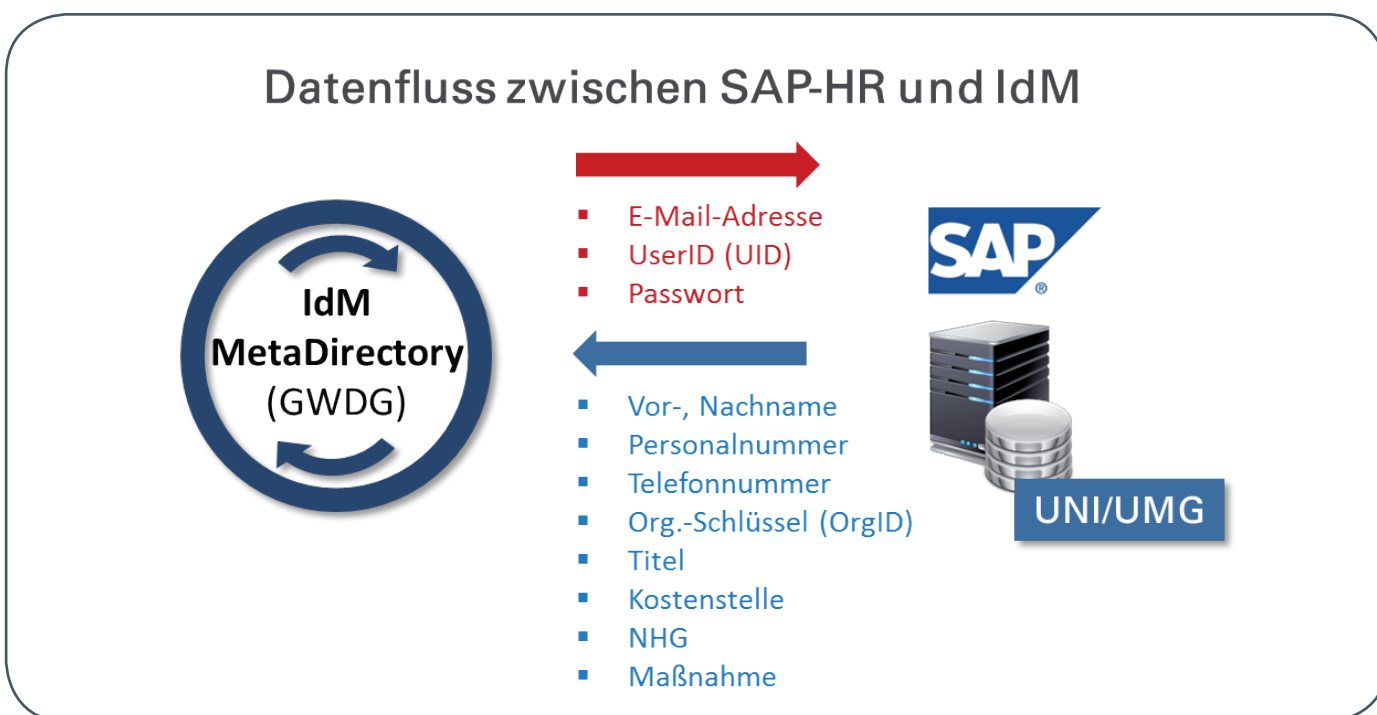 Datenfluss zwischen SAP-HR und IdM
E-Mail-Adresse
UserID (UID)
Passwort
IdM
MetaDirectory
(GWDG)
SAP
®
Vor-, Nachname
Personalnummer
Telefonnummer
Org.-Schlüssel (OrgID)
Titel
Kostenstelle
NHG
Maßnahme
UNI/UMG